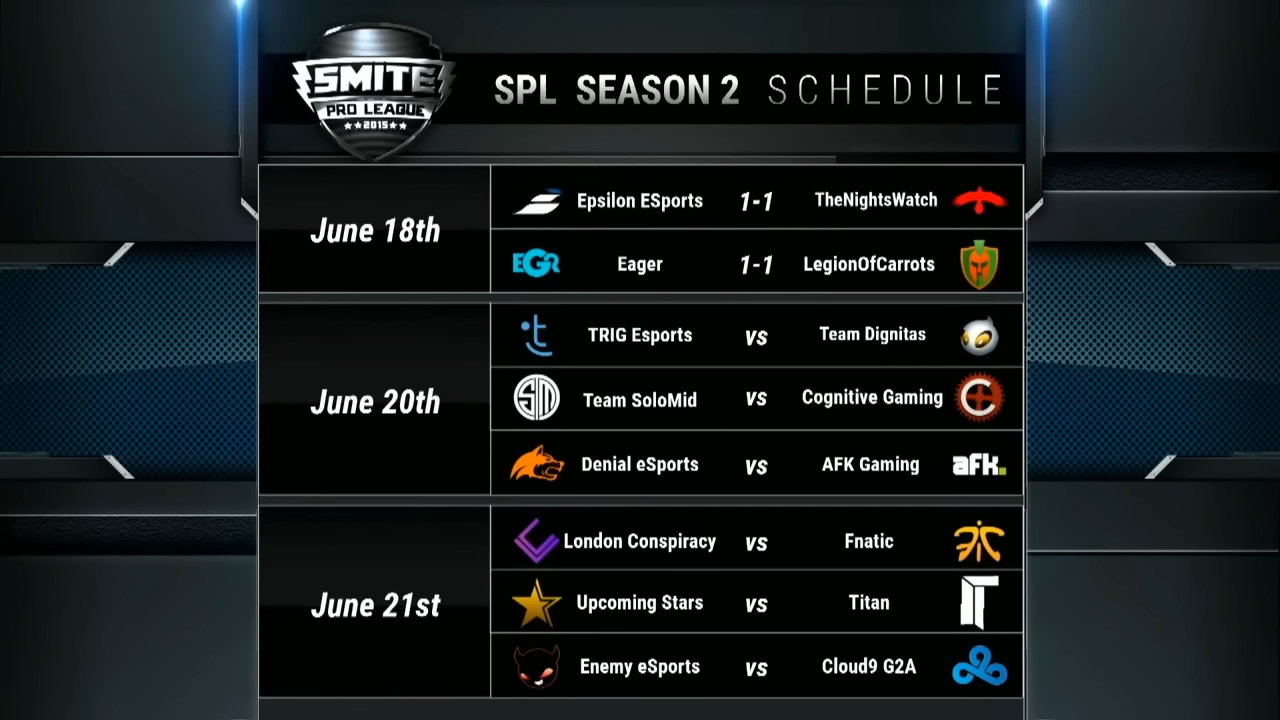 SMITE
PRO LEAGUE
★★2015★★
SPL SEASON 2 SCHEDULE
June 18th
Epsilon ESports 1-1 TheNightsWatch
EGR Eager 1-1 LegionOfCarrots
June 20th
TRIG Esports vs Team Dignitas
Team SoloMid vs Cognitive Gaming
Denial eSports vs AFK Gaming afk.
June 21st
London Conspiracy vs Fnatic
Upcoming Stars vs Titan
Enemy eSports vs Cloud9 G2A